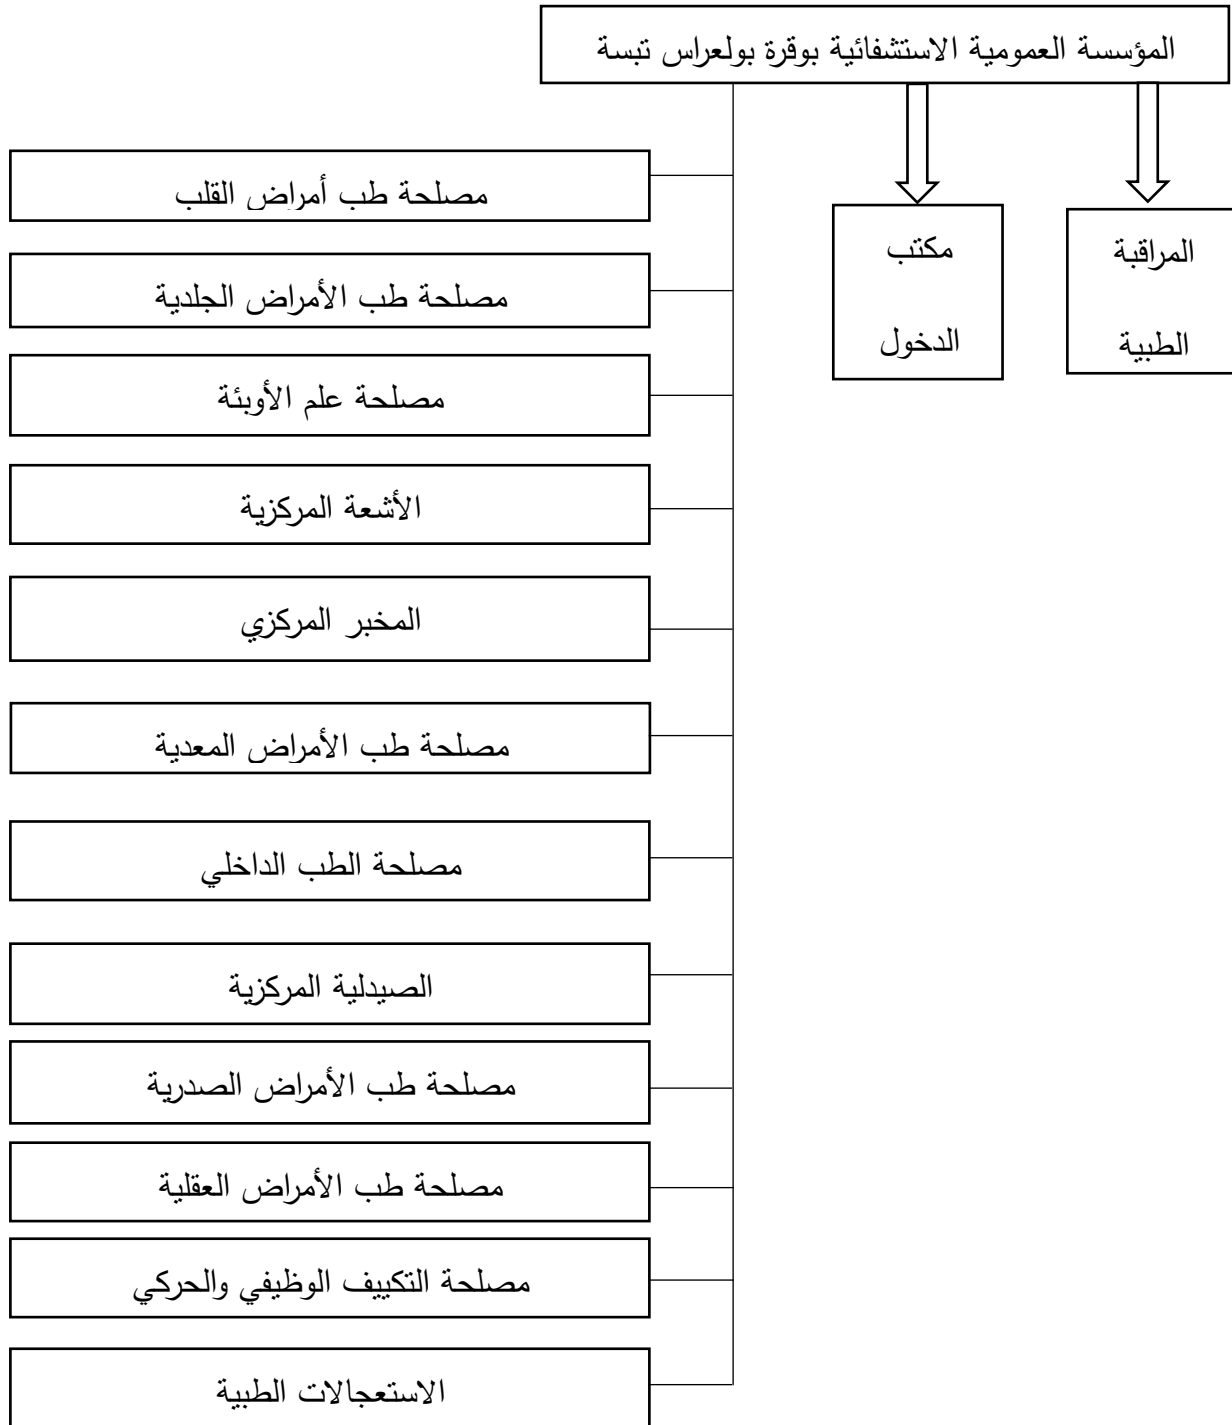 المؤسسة العمومية الاستشفائية بوقرة بولعراس تبسة
المراقبة
الطبية
مكتب
الدخول
مصلحة طب أمراض القلب
مصلحة طب الأمراض الجلدية
مصلحة علم الأوبئة
الأشعة المركزية
المخبر المركزي
مصلحة طب الأمراض المعدية
مصلحة الطب الداخلي
الصيدلية المركزية
مصلحة طب الأمراض الصدرية
مصلحة طب الأمراض العقلية
مصلحة التكييف الوظيفي والحركي
الاستعجالات الطبية